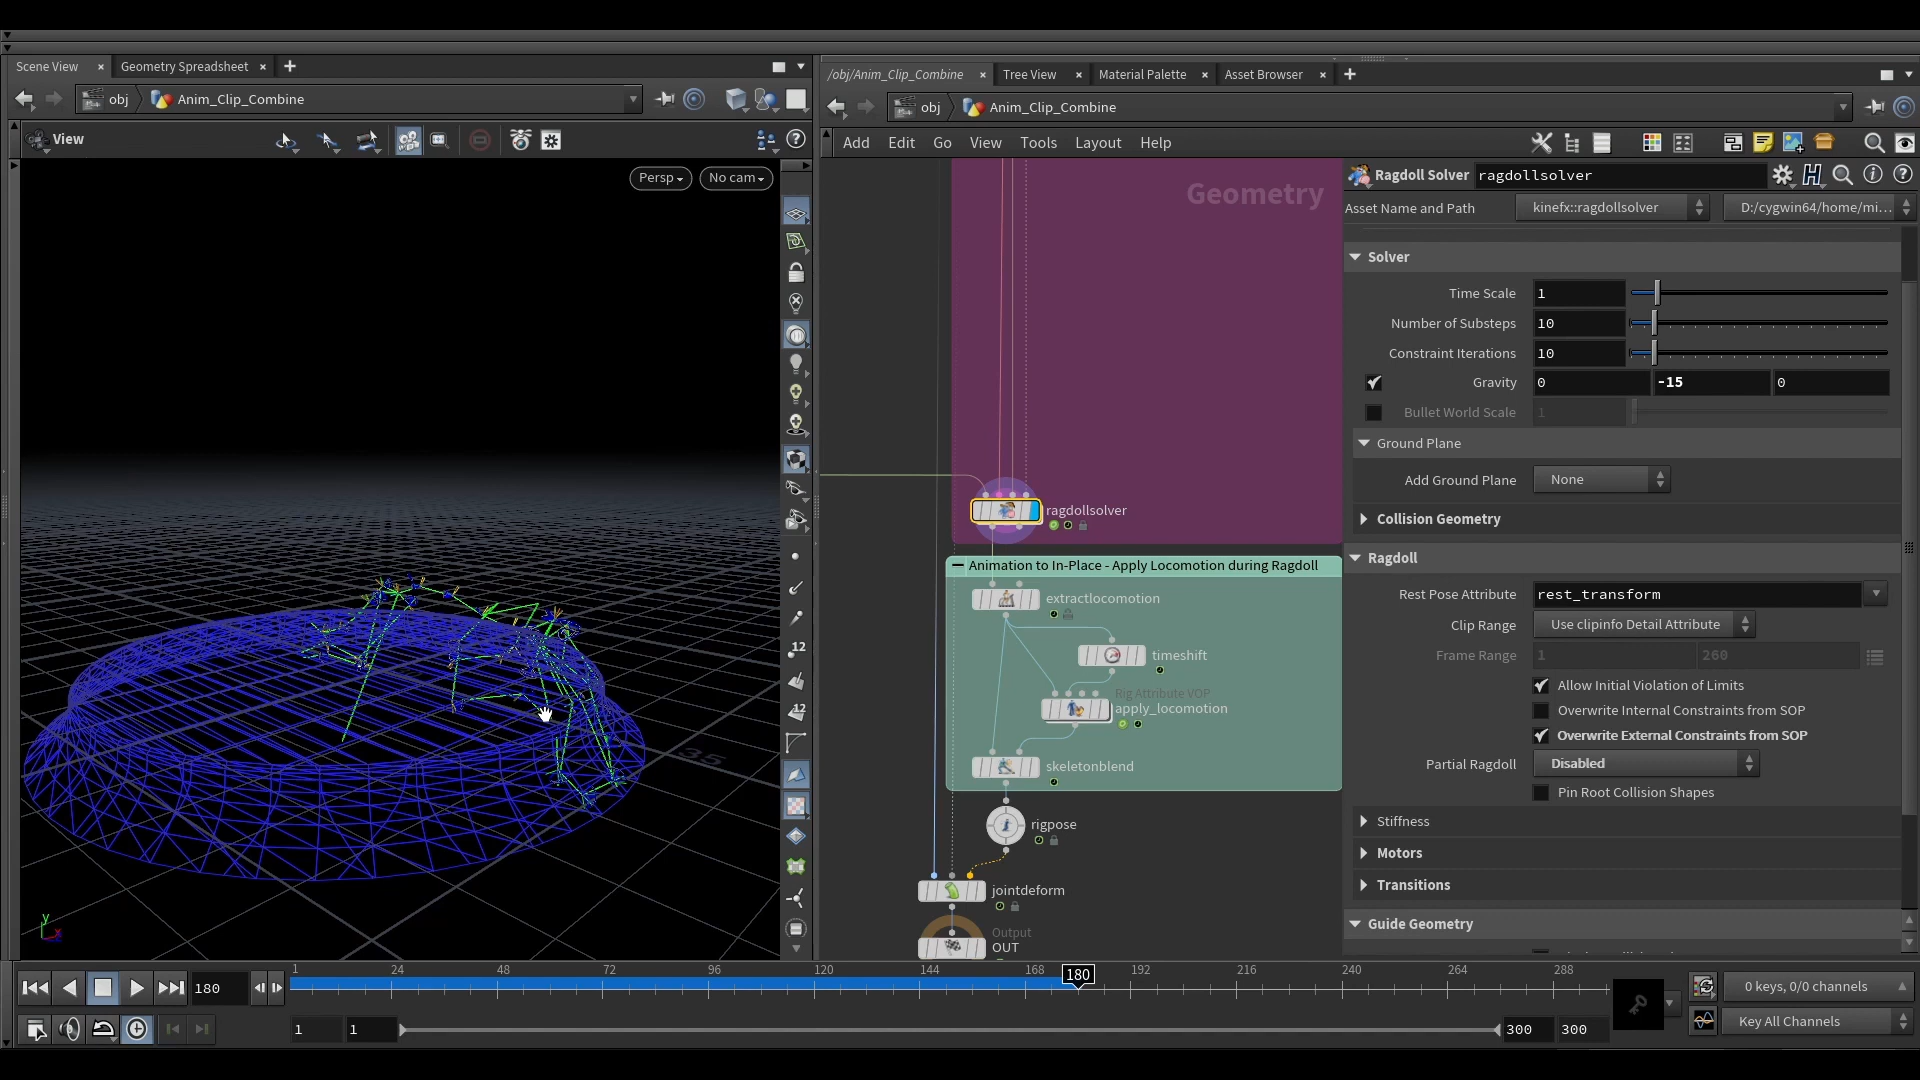 Scene View
Geometry Spreadsheet
/obj/Anim_Clip_Combine
Tree View
Material Palette
Asset Browser
obj
Anim_Clip_Combine
obj
Anim_Clip_Combine
View
Add
Edit
Go
View
Tools
Layout
Help
Persp
No cam
Geometry
Ragdoll Solver
ragdollsolver
Asset Name and Path
kinefx::ragdollsolver
D:/cygwin64/home/mi...
Solver
Time Scale
1
Number of Substeps
10
Constraint Iterations
10
Gravity
0
-15
0
Bullet World Scale
1
Ground Plane
Add Ground Plane
None
Collision Geometry
Ragdoll
Rest Pose Attribute
rest_transform
Clip Range
Use clipinfo Detail Attribute
Frame Range
1
260
Allow Initial Violation of Limits
Overwrite Internal Constraints from SOP
Overwrite External Constraints from SOP
Partial Ragdoll
Disabled
Pin Root Collision Shapes
Stiffness
Motors
Transitions
Guide Geometry
ragdollsolver
Animation to In-Place - Apply Locomotion during Ragdoll
extractlocomotion
timeshift
Rig Attribute VOP
apply_locomotion
skeletonblend
rigpose
jointdeform
Output
OUT
35
12
12
y
180
1
24
48
72
96
120
144
168
180
192
216
240
264
288
1
1
300
300
0 keys, 0/0 channels
Key All Channels